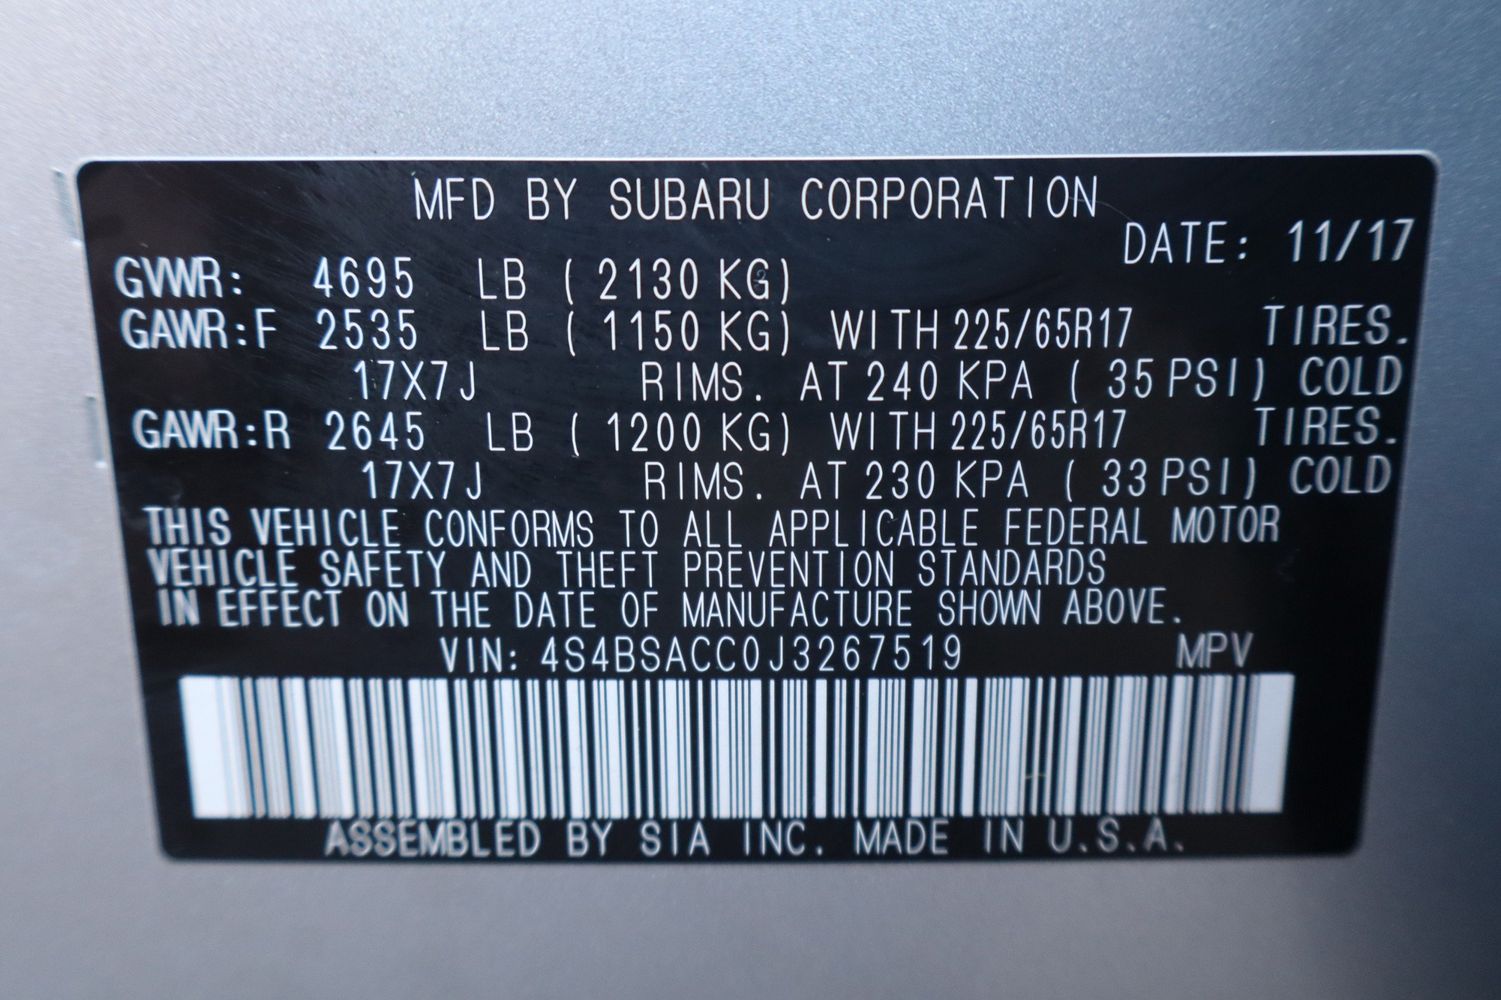 MFD BY SUBARU CORPORATION
DATE: 11/17
GVWR: 4695 LB ( 2130 KG)
GAWR:F 2535 LB ( 1150 KG) WITH 225/65R17 TIRES.
17X7J RIMS. AT 240 KPA ( 35 PSI) COLD
GAWR:R 2645 LB ( 1200 KG) WITH 225/65R17 TIRES.
17X7J RIMS. AT 230 KPA ( 33 PSI) COLD
THIS VEHICLE CONFORMS TO ALL APPLICABLE FEDERAL MOTOR
VEHICLE SAFETY AND THEFT PREVENTION STANDARDS
IN EFFECT ON THE DATE OF MANUFACTURE SHOWN ABOVE.
VIN: 4S4BSACC0J3267519 MPV
ASSEMBLED BY SIA INC. MADE IN U.S.A.